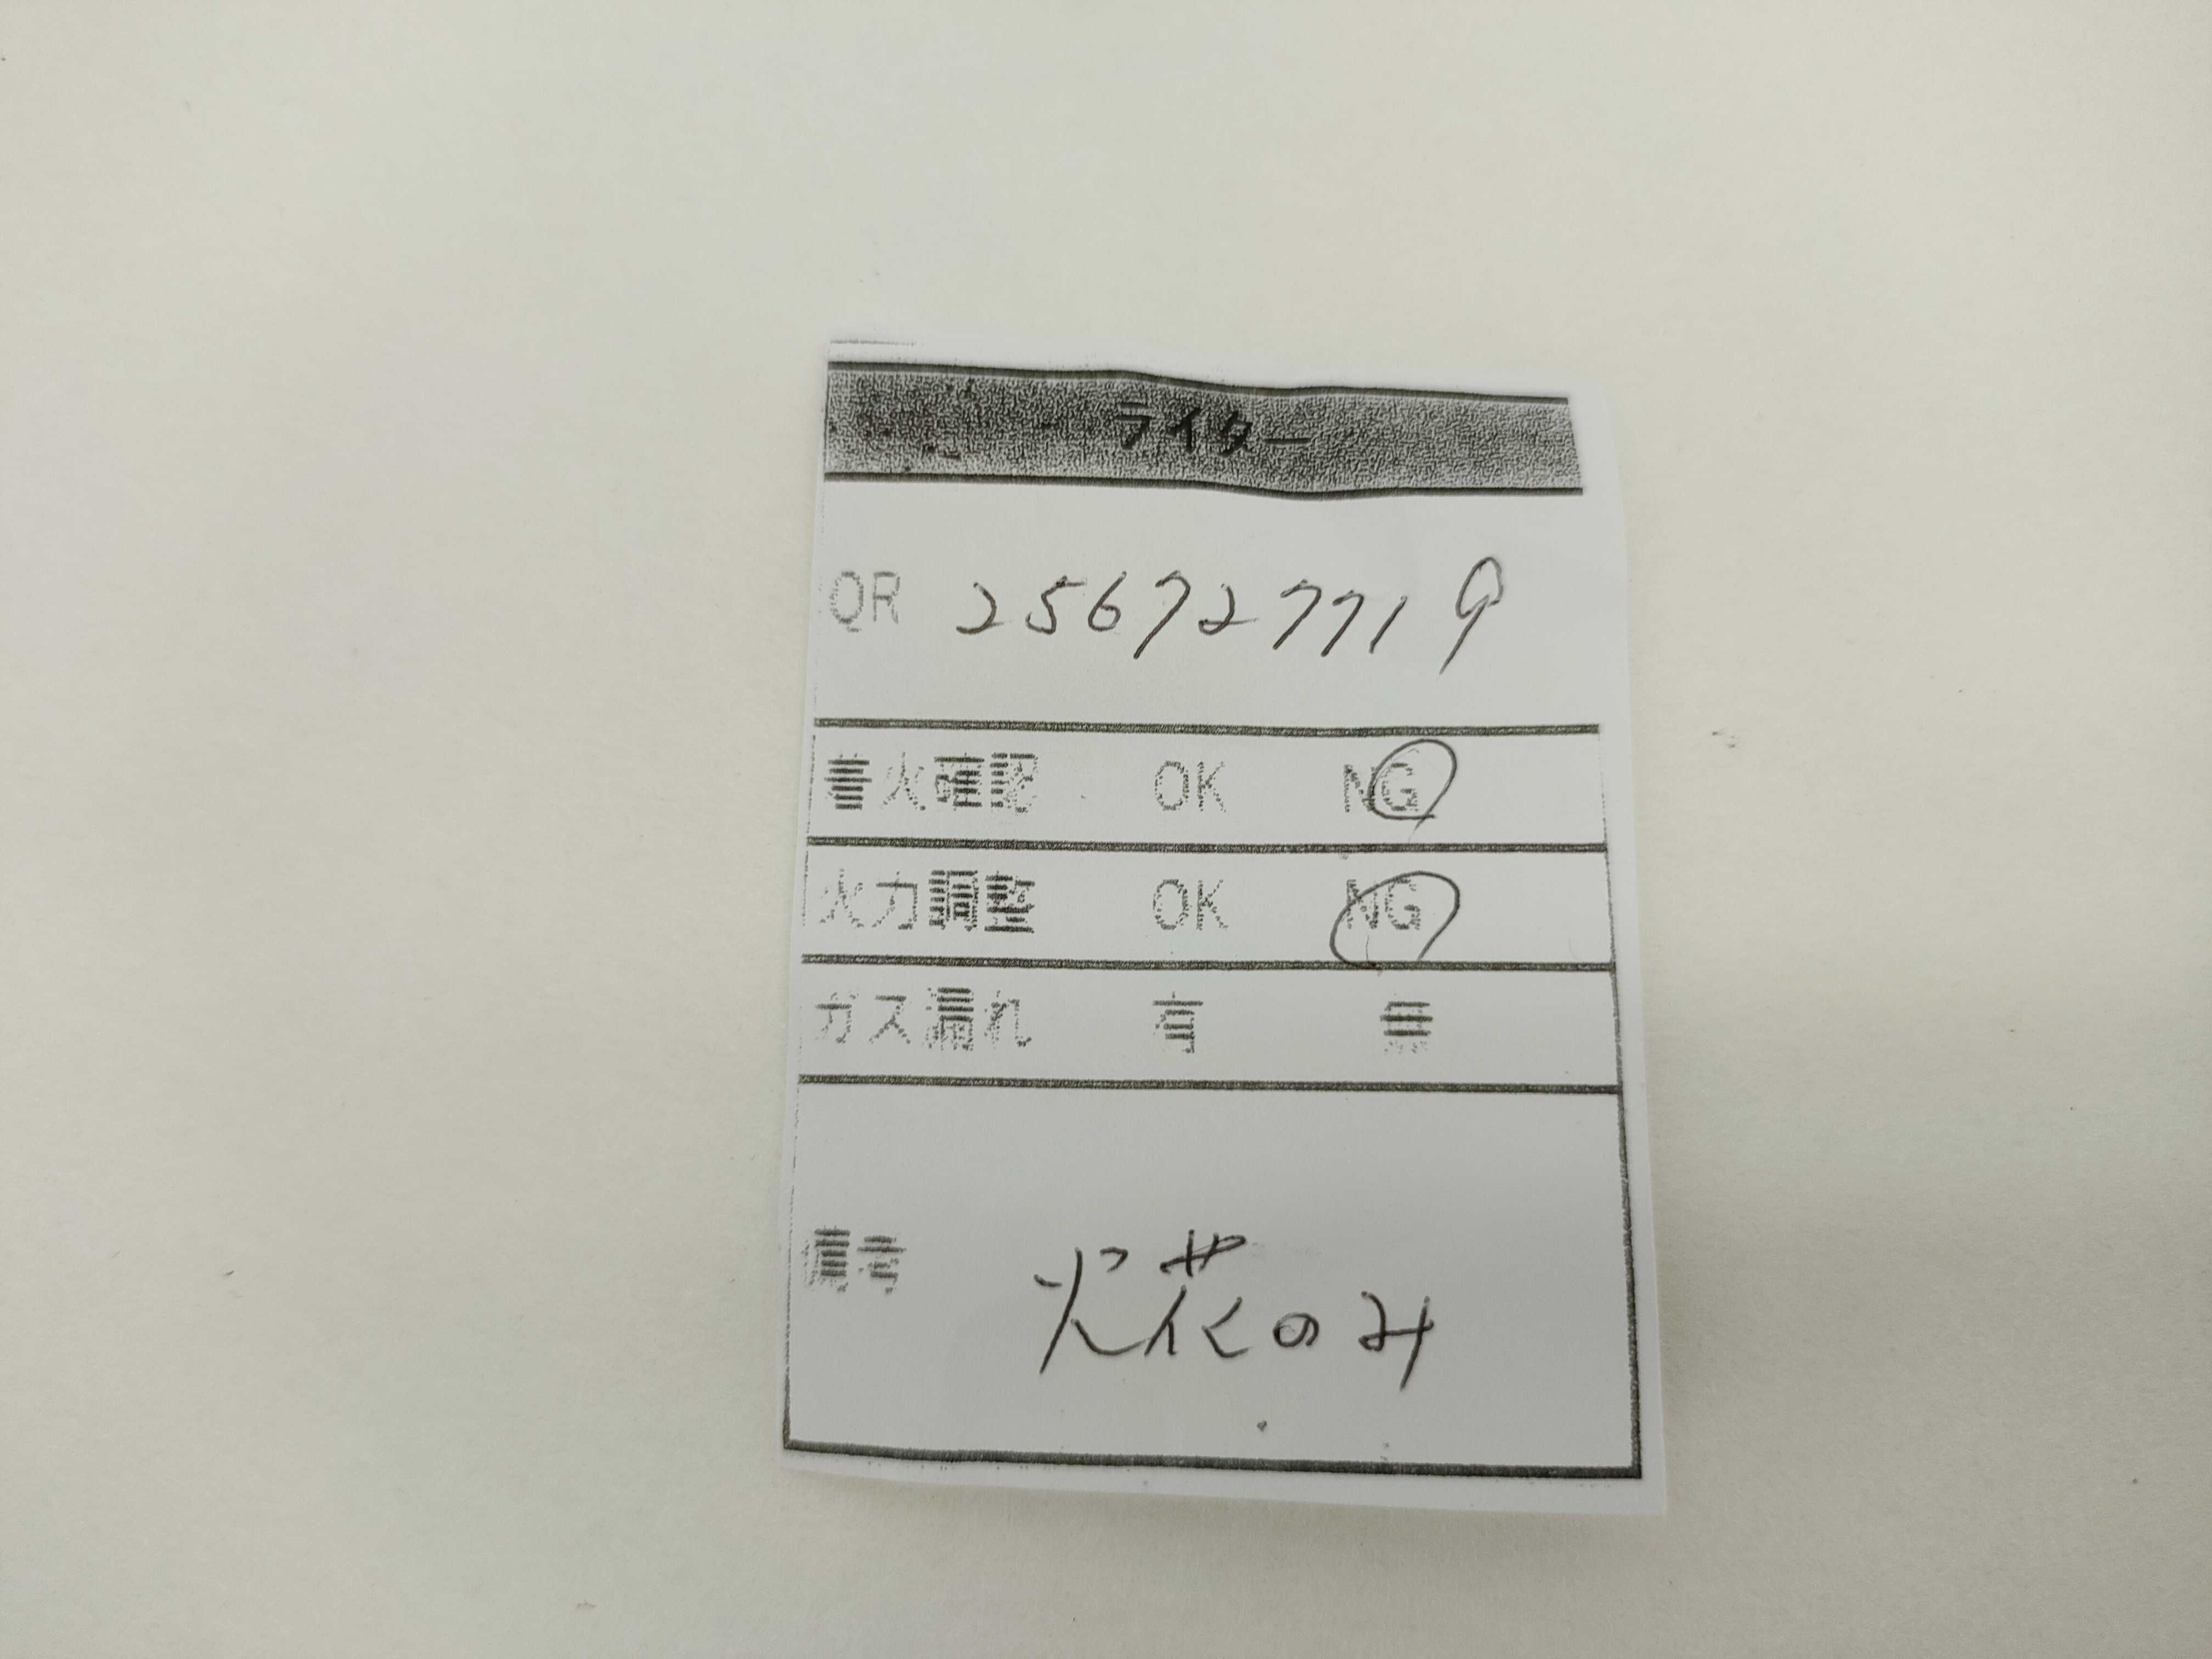 ライター
QR 256727719
着火確認 OK NG
火力調整 OK NG
ガス漏れ 有 無
備考 火花のみ